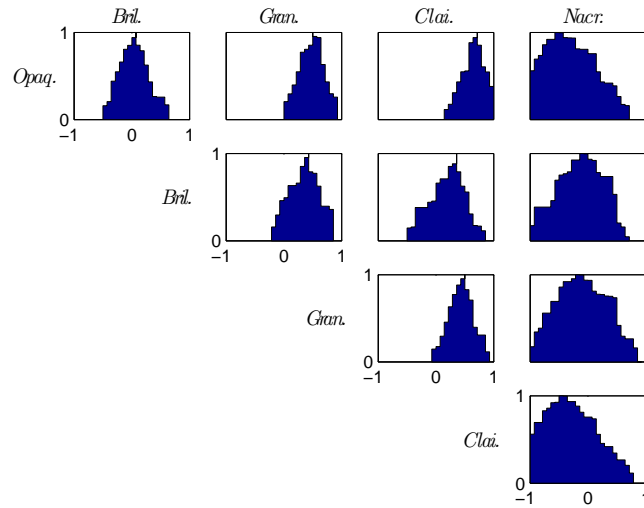 Bril. Gran. Clai. Nacr.
Opaq. 1 0
−1 0 1
Bril. 1 0
−1 0 1
Gran. 1 0
−1 0 1
Clai. 1 0
−1 0 1